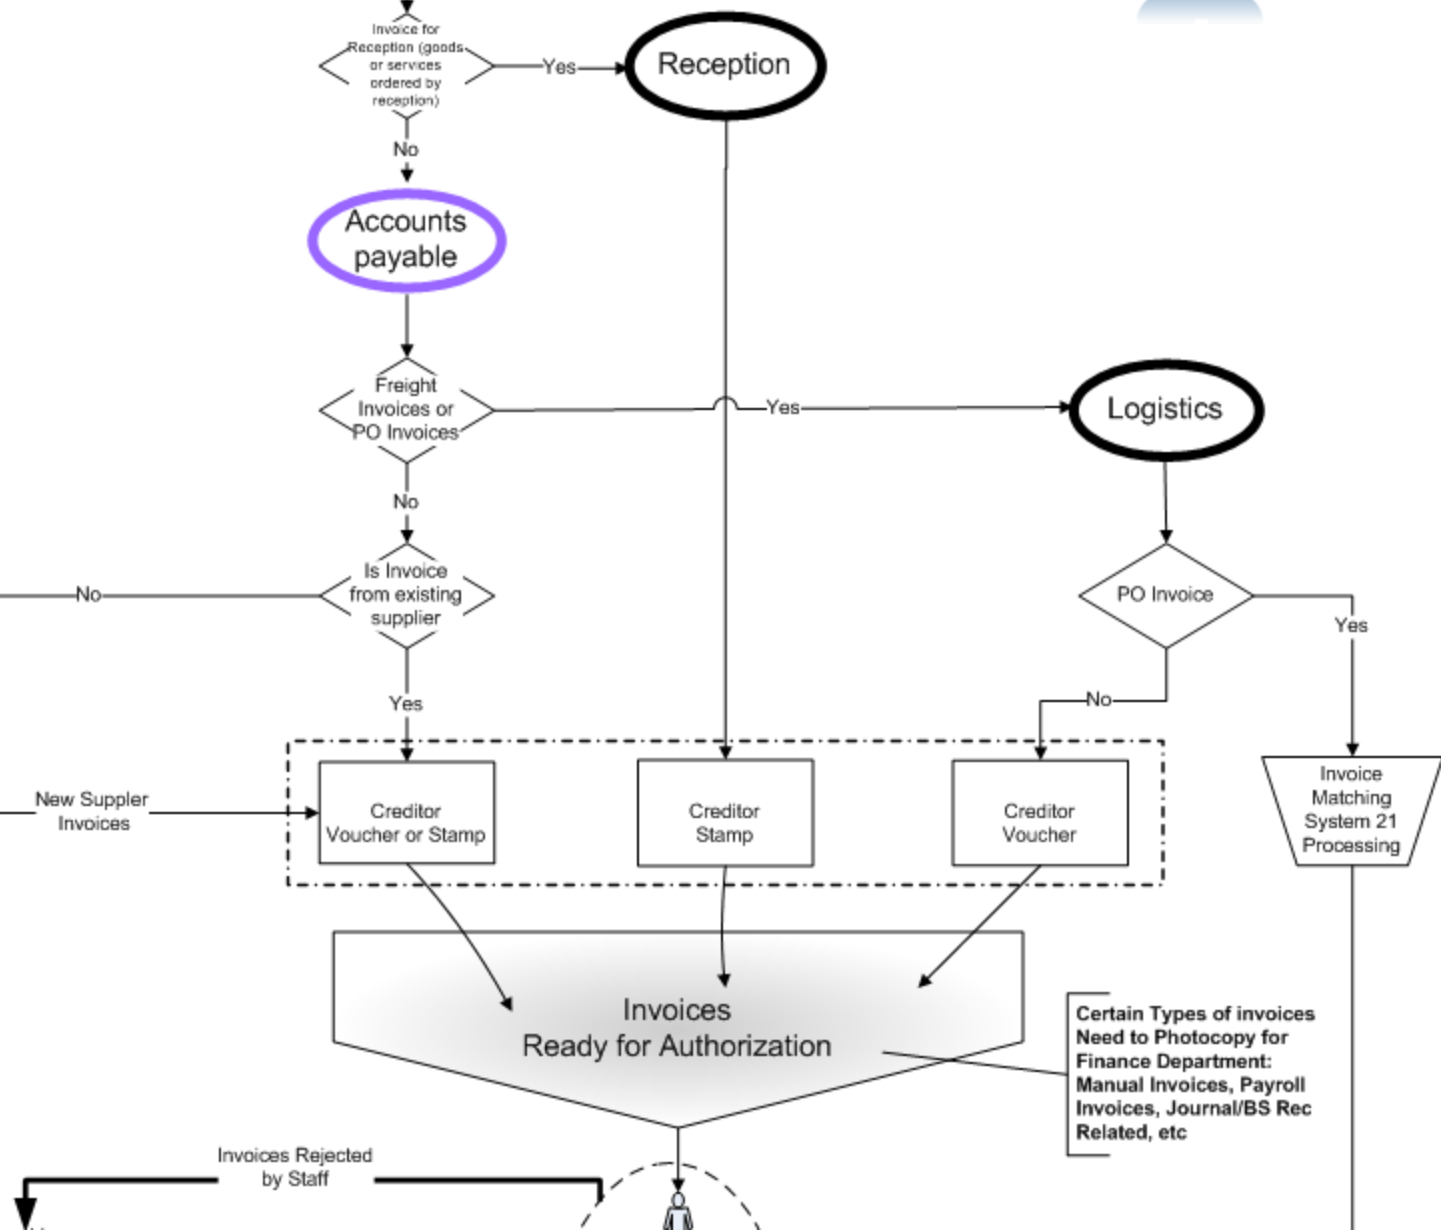 Invoice for
Reception (goods
or services
ordered by
reception)
Yes
Reception
No
Accounts
payable
Freight
Invoices or
PO Invoices
Yes
Logistics
No
Is Invoice
from existing
supplier
No
PO Invoice
Yes
Yes
No
New Suppler
Invoices
Creditor
Voucher or Stamp
Creditor
Stamp
Creditor
Voucher
Invoice
Matching
System 21
Processing
Invoices
Ready for Authorization
Certain Types of invoices
Need to Photocopy for
Finance Department:
Manual Invoices, Payroll
Invoices, Journal/BS Rec
Related, etc
Invoices Rejected
by Staff